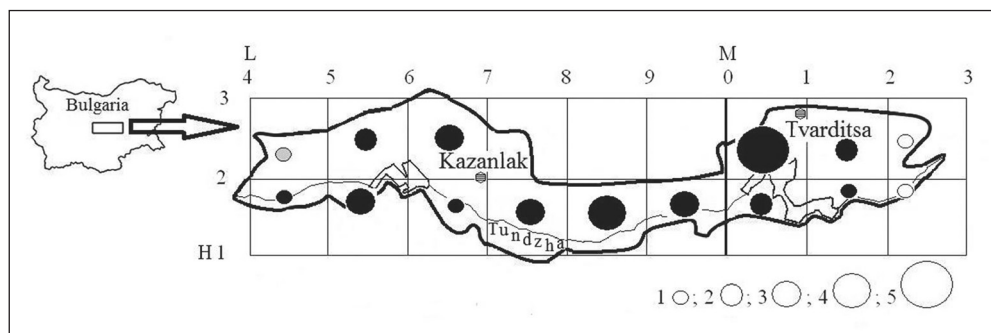 L M
4 5 6 7 8 9 0 1 2 3
3
Bulgaria
Tvarditsa
Kazanlak
2
Tundzha
H1
1 ; 2 ; 3 ; 4 ; 5